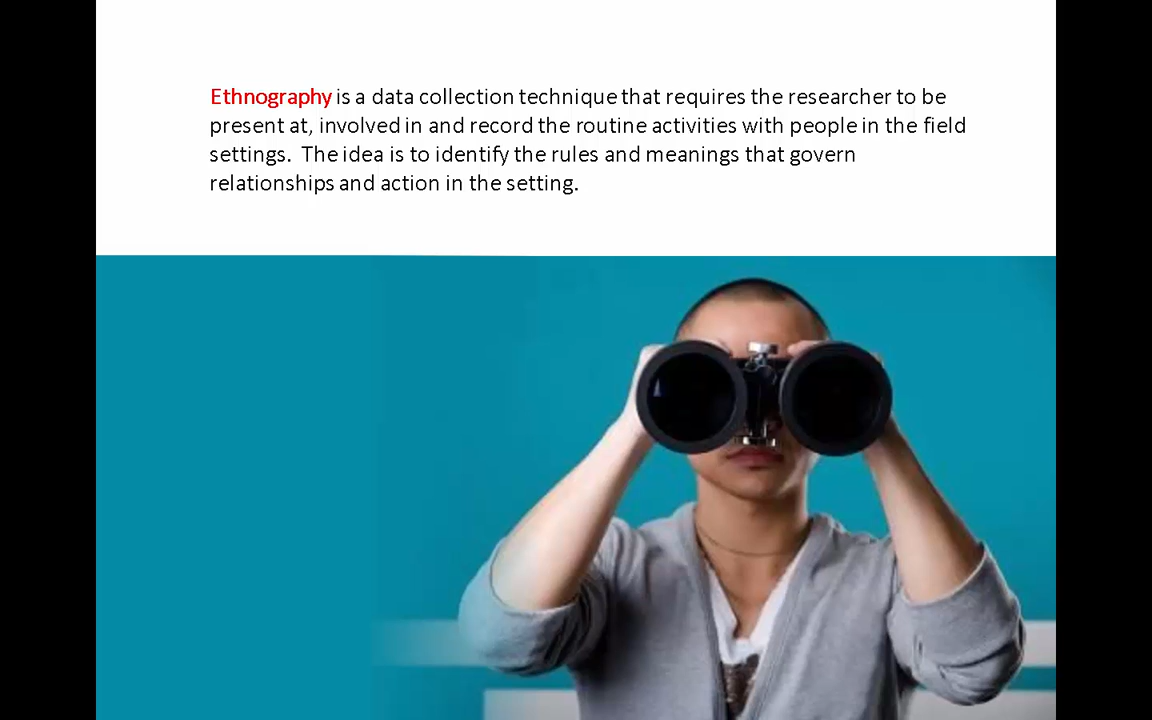 Ethnography is a data collection technique that requires the researcher to be
present at, involved in and record the routine activities with people in the field
settings.  The idea is to identify the rules and meanings that govern
relationships and action in the setting.